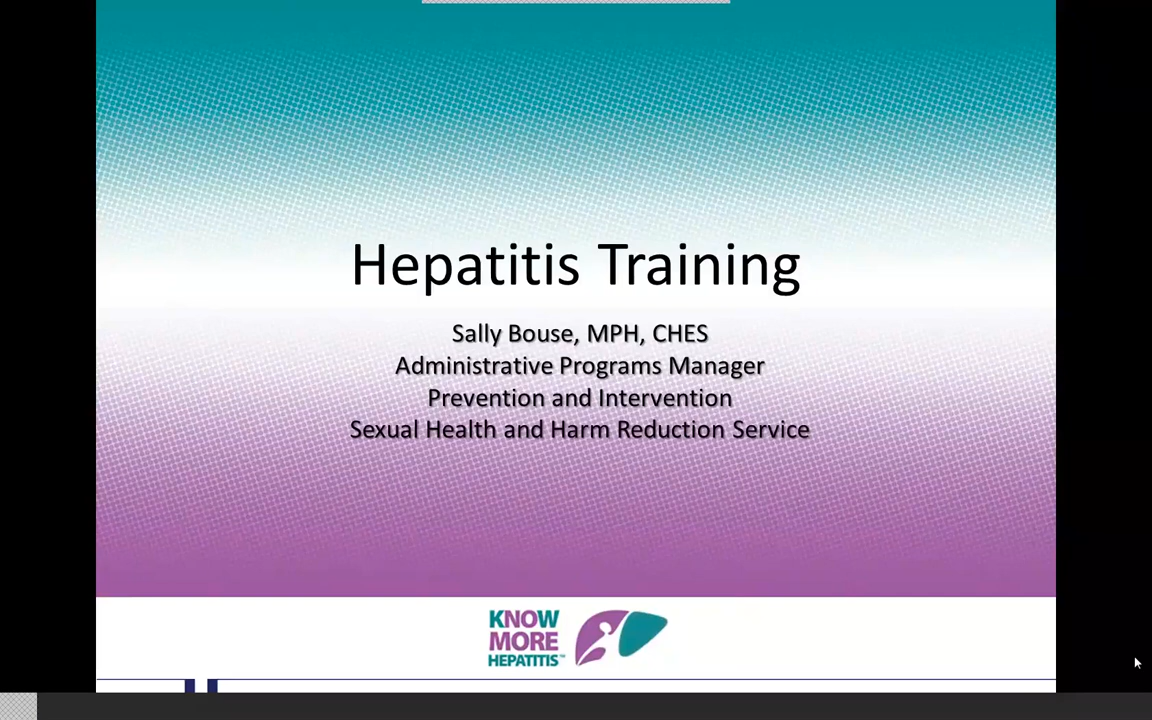 Hepatitis Training
Sally Bouse, MPH, CHES
Administrative Programs Manager
Prevention and Intervention
Sexual Health and Harm Reduction Service
KNOW
MORE
HEPATITIS™